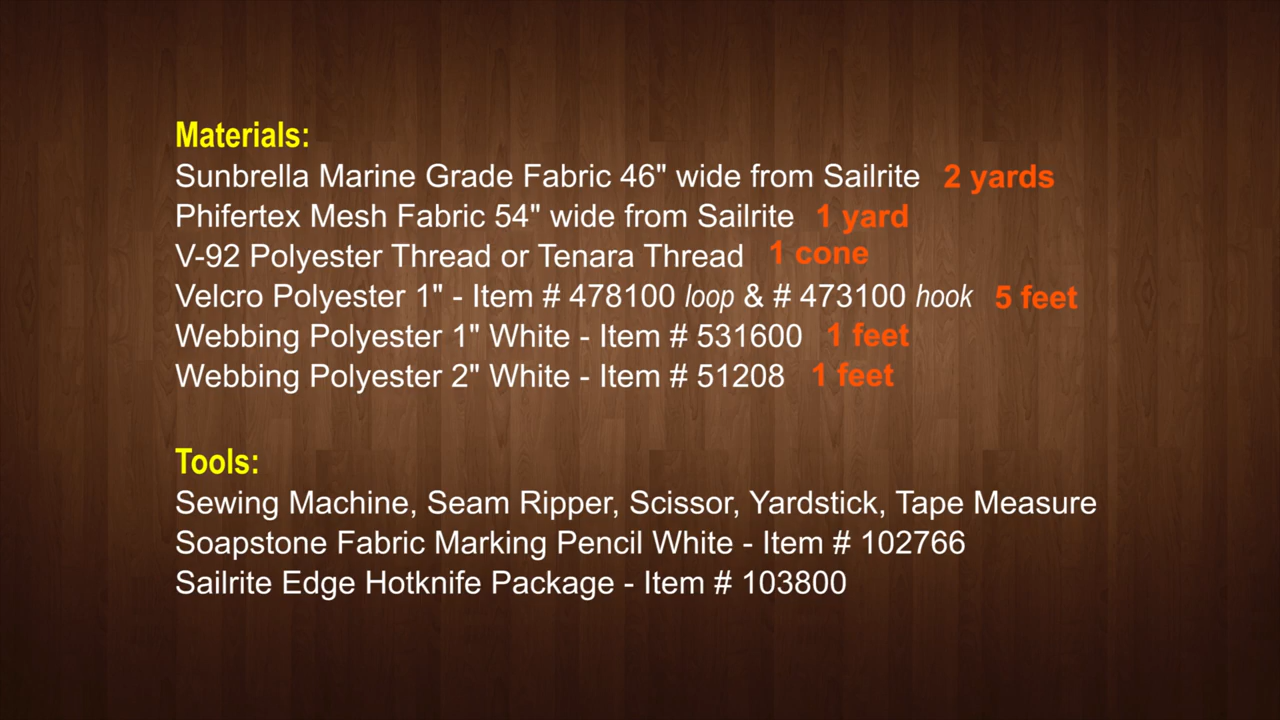 Materials:
Sunbrella Marine Grade Fabric 46" wide from Sailrite 2 yards
Phifertex Mesh Fabric 54" wide from Sailrite 1 yard
V-92 Polyester Thread or Tenara Thread 1 cone
Velcro Polyester 1" - Item # 478100 loop & # 473100 hook 5 feet
Webbing Polyester 1" White - Item # 531600 1 feet
Webbing Polyester 2" White - Item # 51208 1 feet
Tools:
Sewing Machine, Seam Ripper, Scissor, Yardstick, Tape Measure
Soapstone Fabric Marking Pencil White - Item # 102766
Sailrite Edge Hotknife Package - Item # 103800